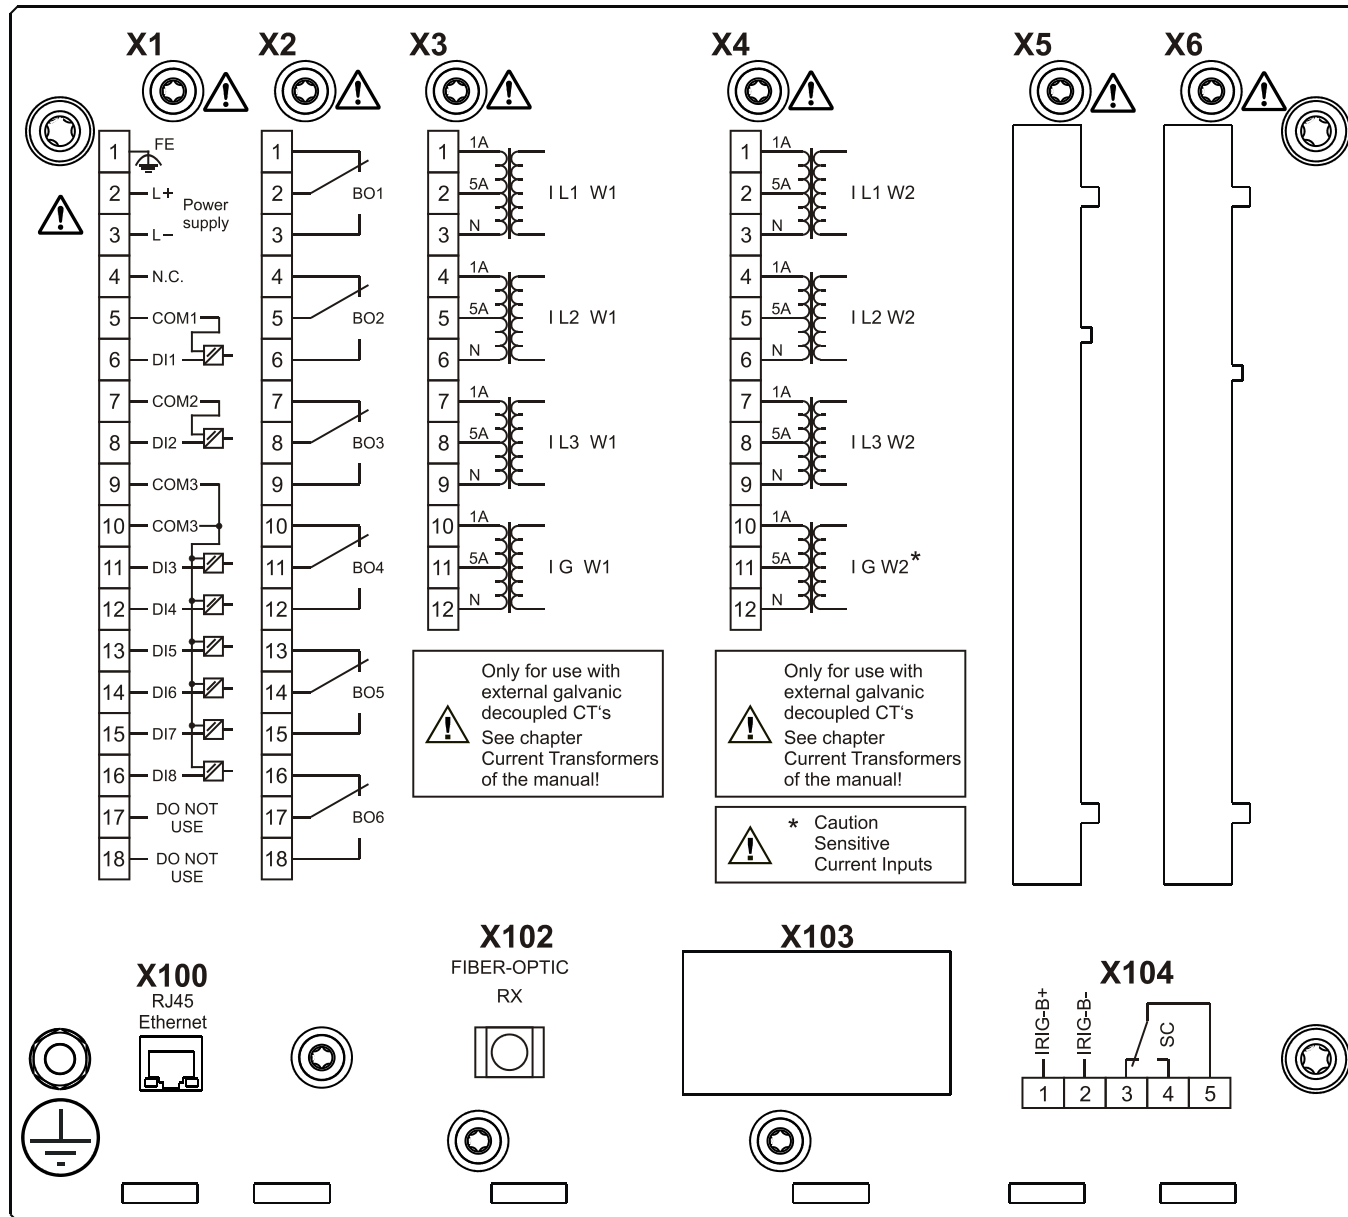 X1
1 FE
2 L+ Power
supply
3 L–
4 N.C.
5 COM1
6 DI1
7 COM2
8 DI2
9 COM3
10 COM3
11 DI3
12 DI4
13 DI5
14 DI6
15 DI7
16 DI8
17 DO NOT
USE
18 DO NOT
USE
X2
1
2 BO1
3
4
5 BO2
6
7
8 BO3
9
10
11 BO4
12
13
14 BO5
15
16
17 BO6
18
X3
1 1A
2 5A I L1 W1
3 N
4 1A
5 5A I L2 W1
6 N
7 1A
8 5A I L3 W1
9 N
10 1A
11 5A I G W1
12 N
Only for use with
external galvanic
decoupled CT‘s
See chapter
Current Transformers
of the manual!
X4
1 1A
2 5A I L1 W2
3 N
4 1A
5 5A I L2 W2
6 N
7 1A
8 5A I L3 W2
9 N
10 1A
11 5A I G W2*
12 N
Only for use with
external galvanic
decoupled CT‘s
See chapter
Current Transformers
of the manual!
* Caution
Sensitive
Current Inputs
X5
X6
X100
RJ45
Ethernet
X102
FIBER-OPTIC
RX
X103
X104
IRIG-B+
IRIG-B-
SC
1 2 3 4 5